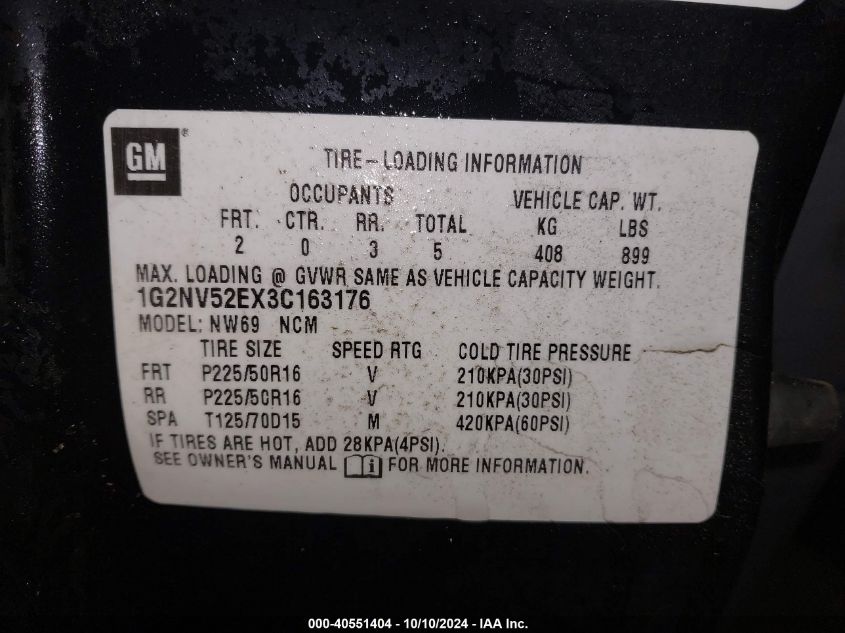 GM ®
TIRE-LOADING INFORMATION
OCCUPANTS VEHICLE CAP. WT.
FRT. CTR. RR. TOTAL KG LBS
2 0 3 5 408 899
MAX. LOADING @ GVWR SAME AS VEHICLE CAPACITY WEIGHT.
1G2NV52EX3C163176
MODEL: NW69 NCM
TIRE SIZE SPEED RTG COLD TIRE PRESSURE
FRT P225/50R16 V 210KPA(30PSI)
RR P225/50R16 V 210KPA(30PSI)
SPA T125/70D15 M 420KPA(60PSI)
IF TIRES ARE HOT, ADD 28KPA(4PSI).
SEE OWNER'S MANUAL i FOR MORE INFORMATION.
000-40551404 - 10/10/2024 - IAA Inc.